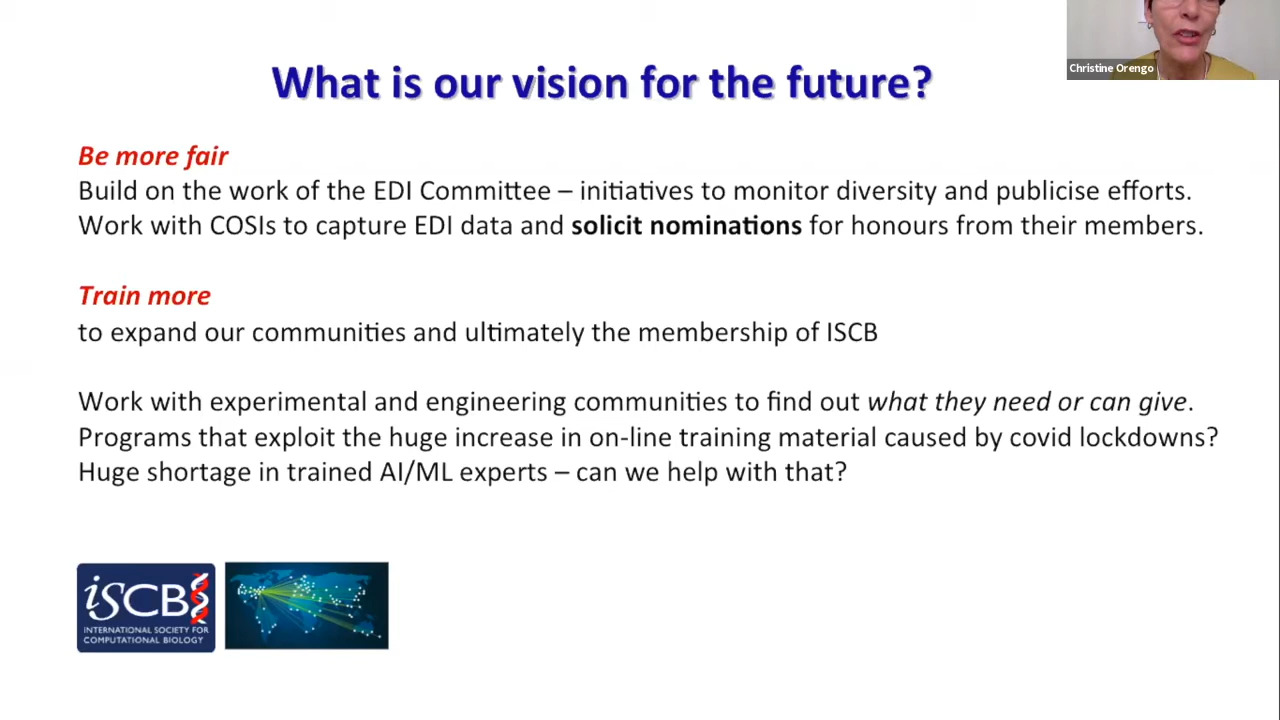 What is our vision for the future?
Christine Orengo
Be more fair
Build on the work of the EDI Committee – initiatives to monitor diversity and publicise efforts.
Work with COSIs to capture EDI data and solicit nominations for honours from their members.
Train more
to expand our communities and ultimately the membership of ISCB
Work with experimental and engineering communities to find out what they need or can give.
Programs that exploit the huge increase in on-line training material caused by covid lockdowns?
Huge shortage in trained AI/ML experts – can we help with that?
iSCB
INTERNATIONAL SOCIETY FOR
COMPUTATIONAL BIOLOGY